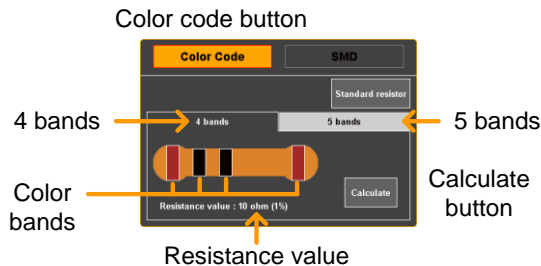 Color code button
Color Code
SMD
Standard resistor
4 bands
4 bands
5 bands
5 bands
Color
bands
Resistance value : 10 ohm (1%)
Calculate
Calculate
button
Resistance value